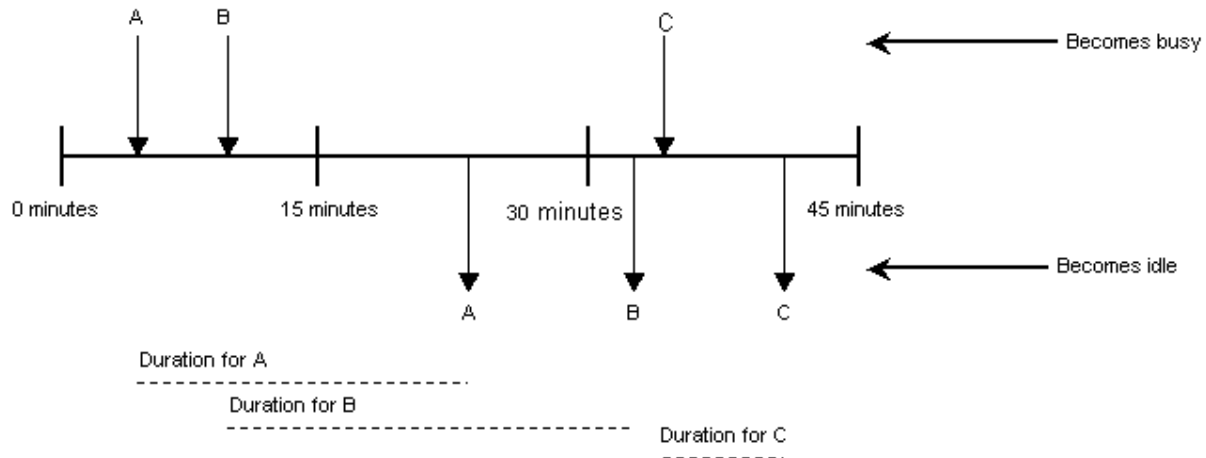 A
B
C
Becomes busy
0 minutes
15 minutes
30 minutes
45 minutes
Becomes idle
A
B
C
Duration for A
Duration for B
Duration for C